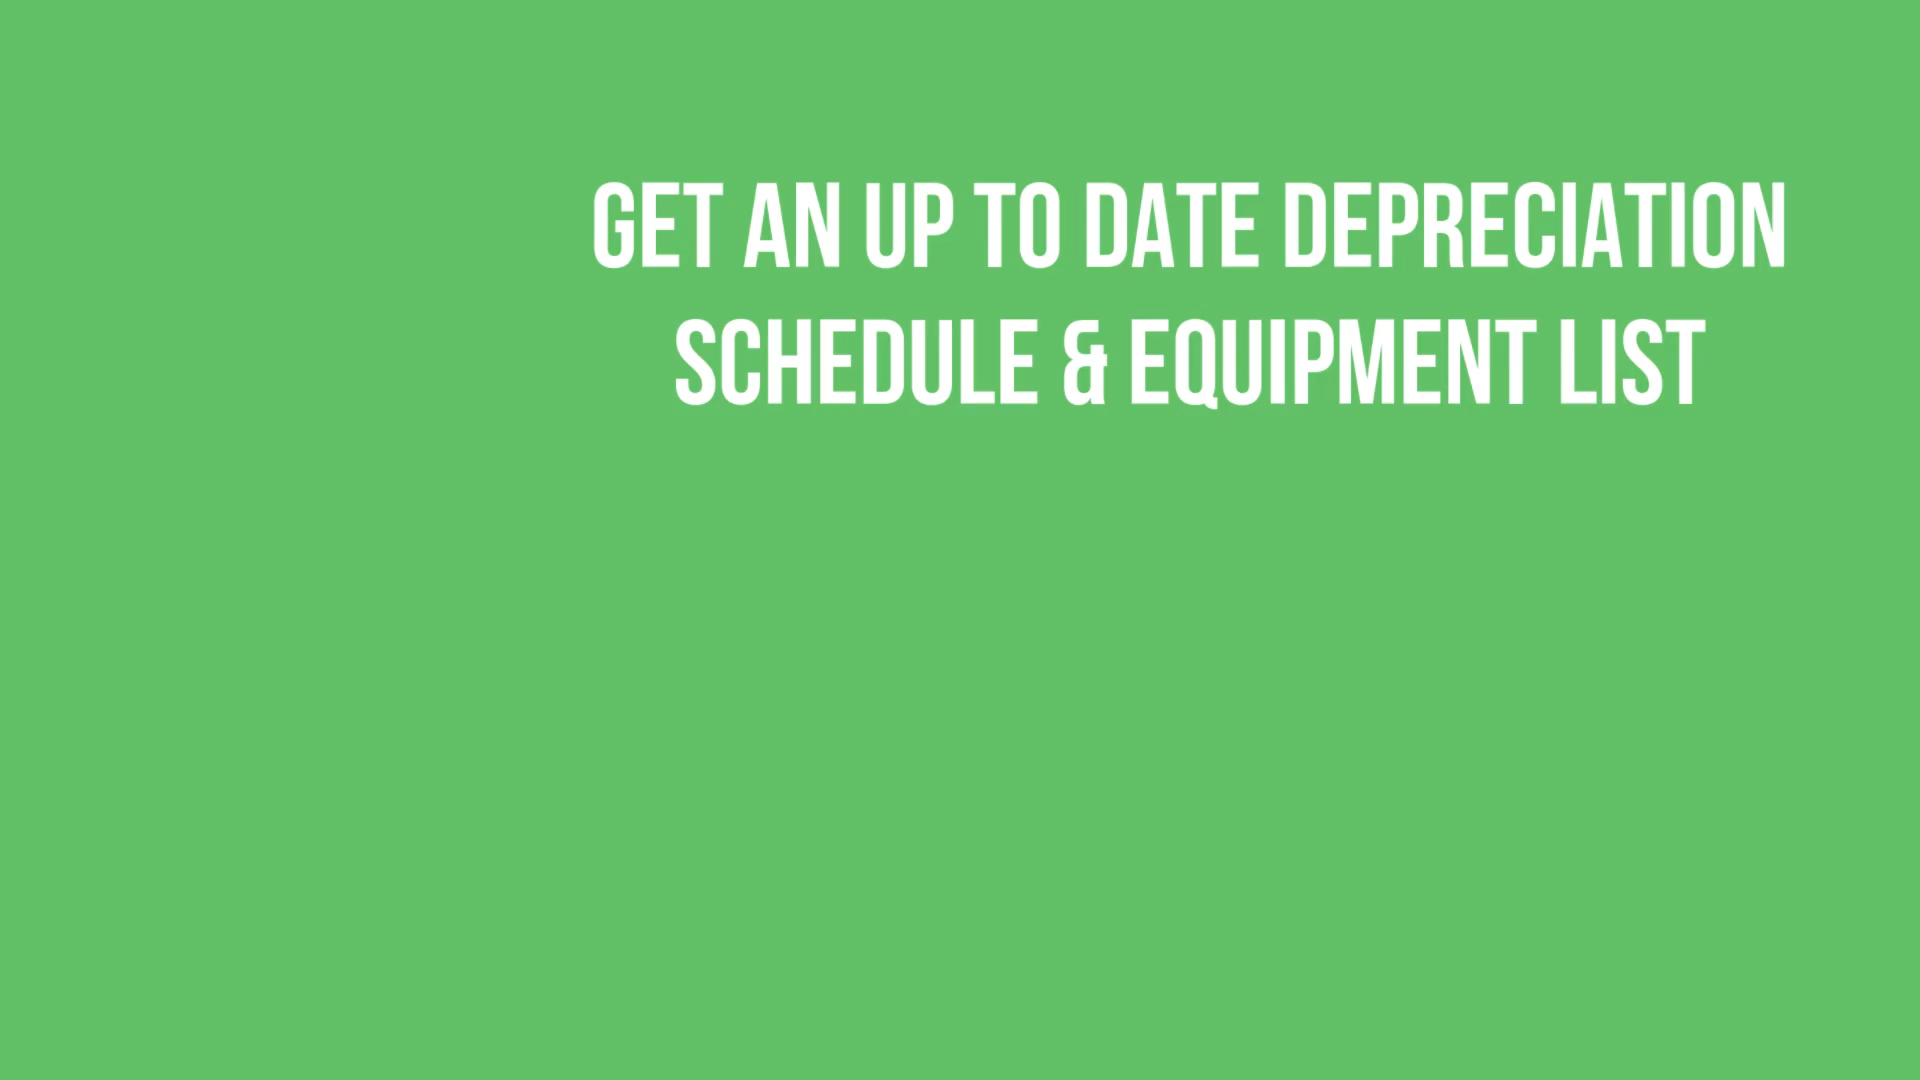 GET AN UP TO DATE DEPRECIATION
SCHEDULE & EQUIPMENT LIST